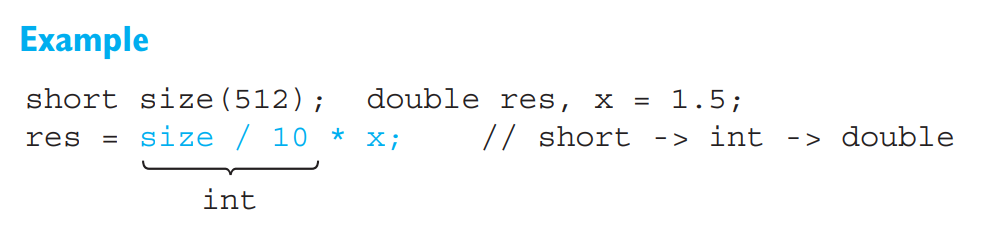 Example
short size(512);  double res, x = 1.5;
res = size / 10 * x;    // short -> int -> double
int